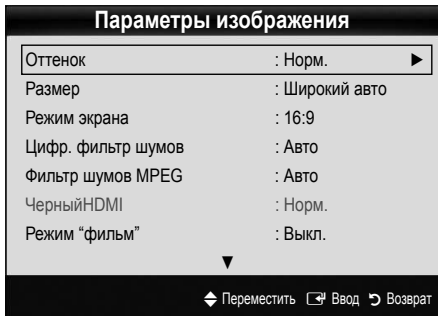 Параметры изображения
Оттенок : Норм. ►
Размер : Широкий авто
Режим экрана : 16:9
Цифр. фильтр шумов : Авто
Фильтр шумов MPEG : Авто
ЧерныйHDMI : Норм.
Режим “фильм” : Выкл.
▼
Переместить Ввод Возврат